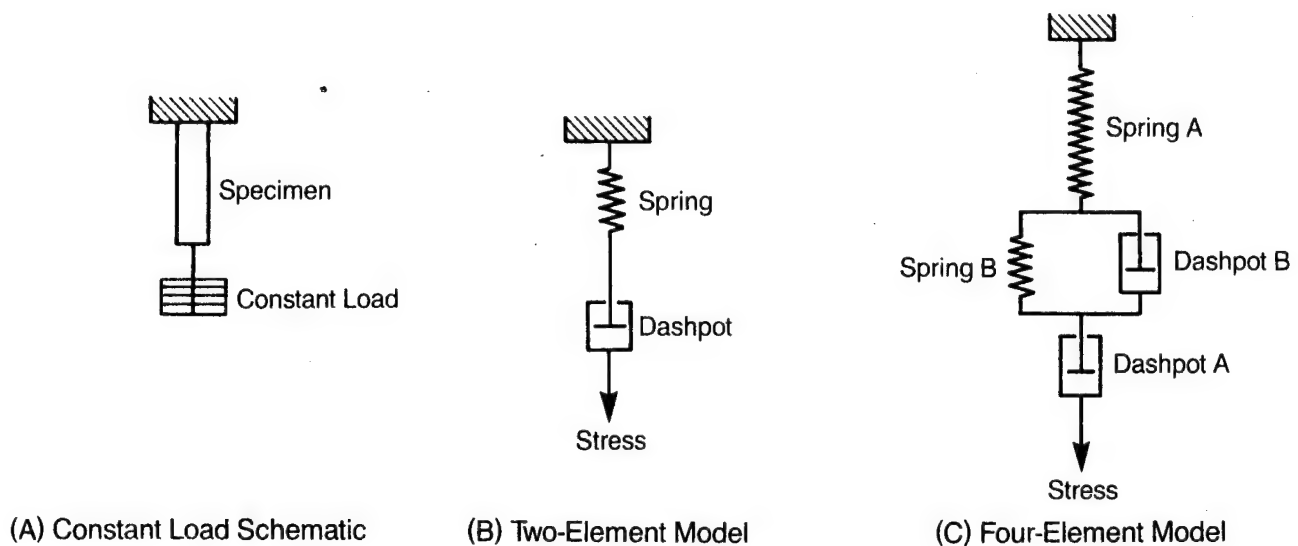 Specimen
Constant Load
(A) Constant Load Schematic
Spring
Dashpot
Stress
(B) Two-Element Model
Spring A
Spring B
Dashpot B
Dashpot A
Stress
(C) Four-Element Model